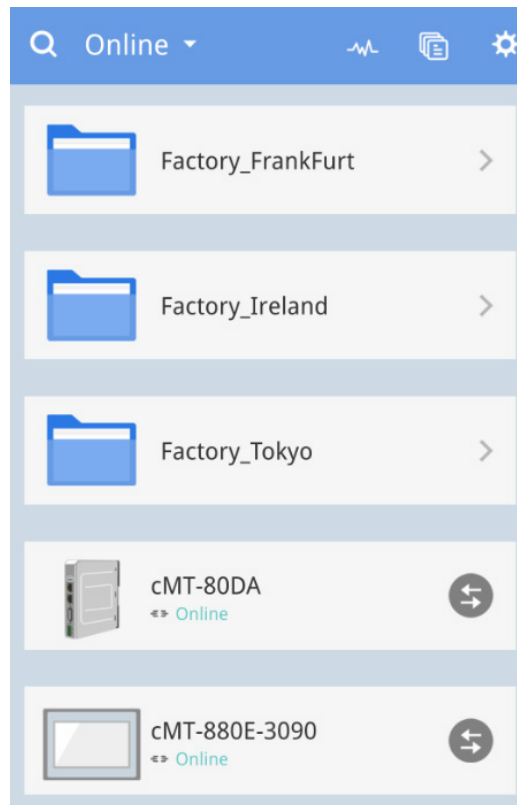 Online
Factory_FrankFurt
Factory_Ireland
Factory_Tokyo
cMT-80DA
Online
cMT-880E-3090
Online